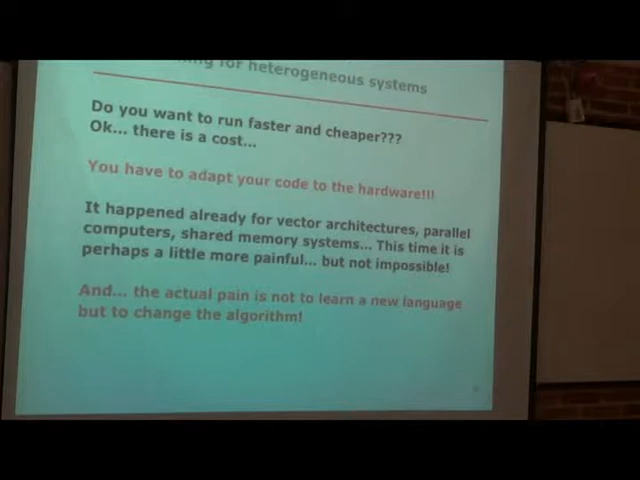 for heterogeneous systems
Do you want to run faster and cheaper???
Ok... there is a cost...
You have to adapt your code to the hardware!!!
It happened already for vector architectures, parallel
computers, shared memory systems... This time it is
perhaps a little more painful... but not impossible!
And... the actual pain is not to learn a new language
but to change the algorithm!